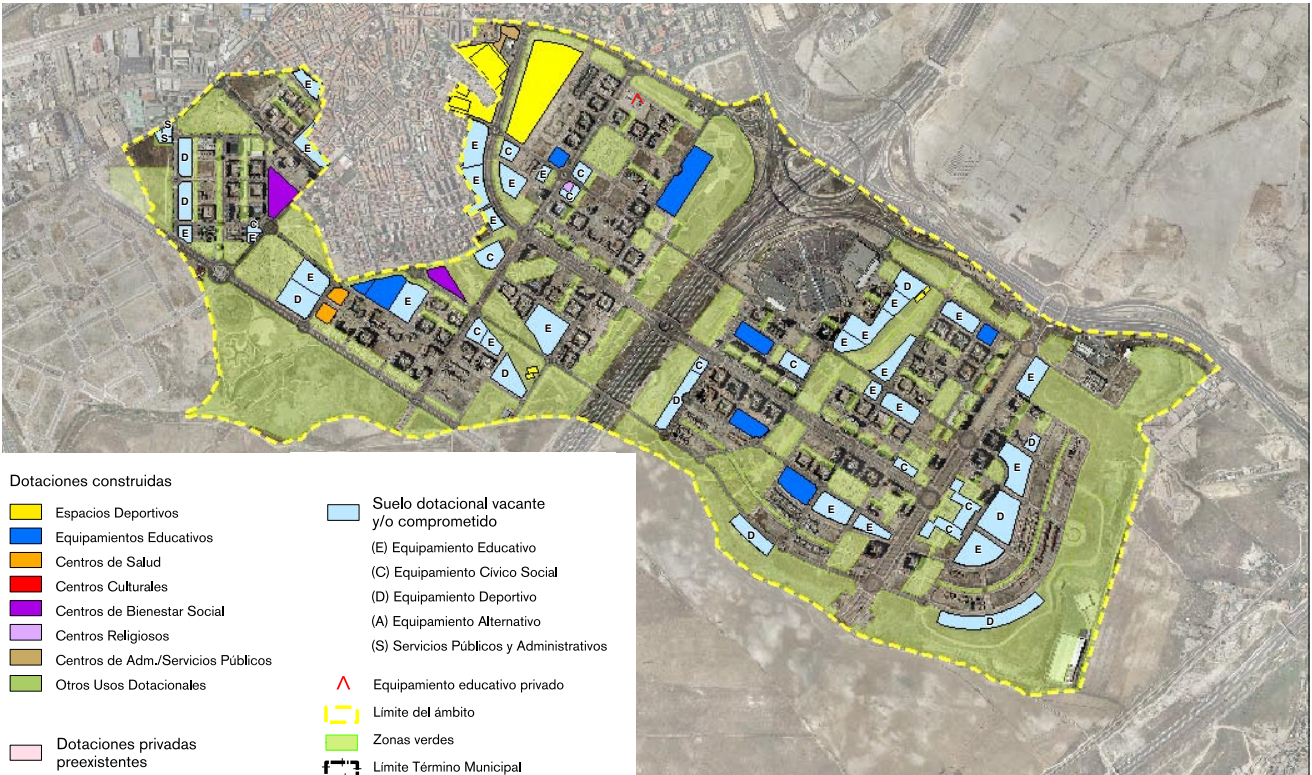 E
S
S
D
D
E
E
C
E
E
D
E
E
E
C
E
E
C
C
E
C
E
C
E
D
D
E
E
E
E
E
E
E
C
C
D
E
D
E
C
E
E
D
C
C
D
E
D
Dotaciones construidas
Espacios Deportivos
Equipamientos Educativos
Centros de Salud
Centros Culturales
Centros de Bienestar Social
Centros Religiosos
Centros de Adm./Servicios Públicos
Otros Usos Dotacionales
Dotaciones privadas
preexistentes
Suelo dotacional vacante
y/o comprometido
(E) Equipamiento Educativo
(C) Equipamiento Cívico Social
(D) Equipamiento Deportivo
(A) Equipamiento Alternativo
(S) Servicios Públicos y Administrativos
Equipamiento educativo privado
Límite del ámbito
Zonas verdes
Límite Término Municipal